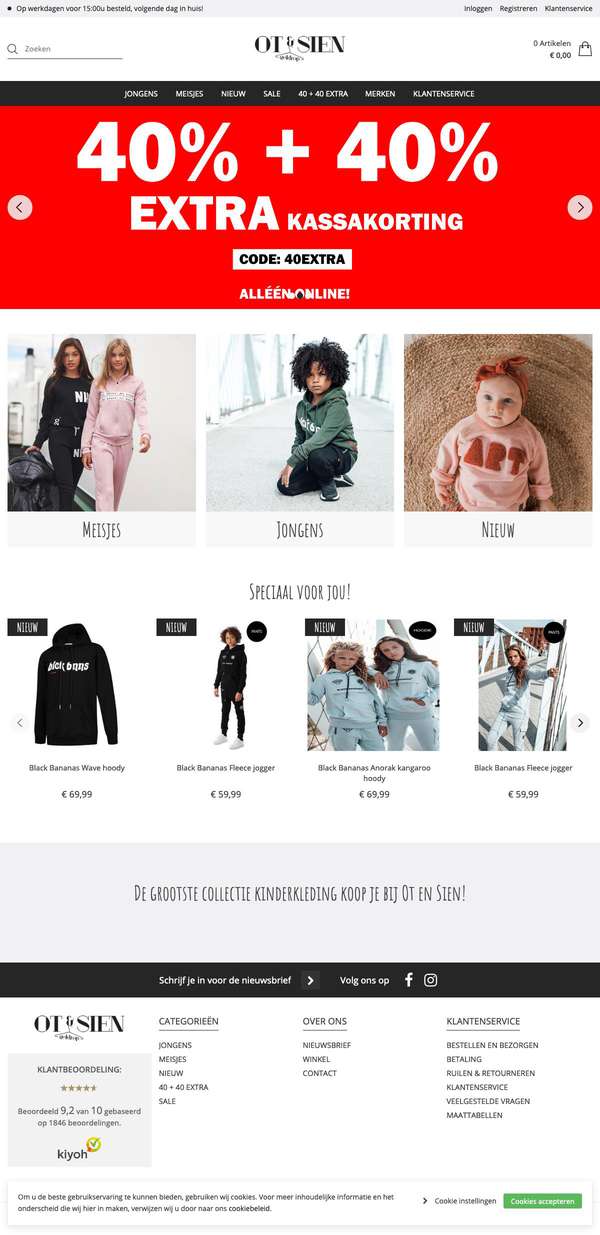 Op werkdagen voor 15:00u besteld, volgende dag in huis!
Inloggen Registreren Klantenservice
Zoeken
OT & SIEN
0 Artikelen
€ 0,00
JONGENS MEISJES NIEUW SALE 40 + 40 EXTRA MERKEN KLANTENSERVICE
40% + 40%
EXTRA KASSAKORTING
CODE: 40EXTRA
ALLÉÉN ONLINE!
ART
Meisjes
Jongens
Nieuw
Speciaal voor jou!
NIEUW
NIEUW
PANTS
NIEUW
NIEUW
PANTS
Black Bananas Wave hoody
€ 69,99
Black Bananas Fleece jogger
€ 59,99
Black Bananas Anorak kangaroo
hoody
€ 69,99
Black Bananas Fleece jogger
€ 59,99
De grootste collectie kinderkleding koop je bij Ot en Sien!
Schrijf je in voor de nieuwsbrief
Volg ons op
OT & SIEN
KLANTBEOORDELING:
Beoordeeld 9,2 van 10 gebaseerd
op 1846 beoordelingen.
kiyoh
CATEGORIEËN
JONGENS
MEISJES
NIEUW
40 + 40 EXTRA
SALE
OVER ONS
NIEUWSBRIEF
WINKEL
CONTACT
KLANTENSERVICE
BESTELLEN EN BEZORGEN
BETALING
RUILEN & RETOURNEREN
KLANTENSERVICE
VEELGESTELDE VRAGEN
MAATTABELLEN
Om u de beste gebruikservaring te kunnen bieden, gebruiken wij cookies. Voor meer inhoudelijke informatie en het
onderscheid die wij hier in maken, verwijzen wij u door naar ons cookiebeleid.
Cookie instellingen
Cookies accepteren